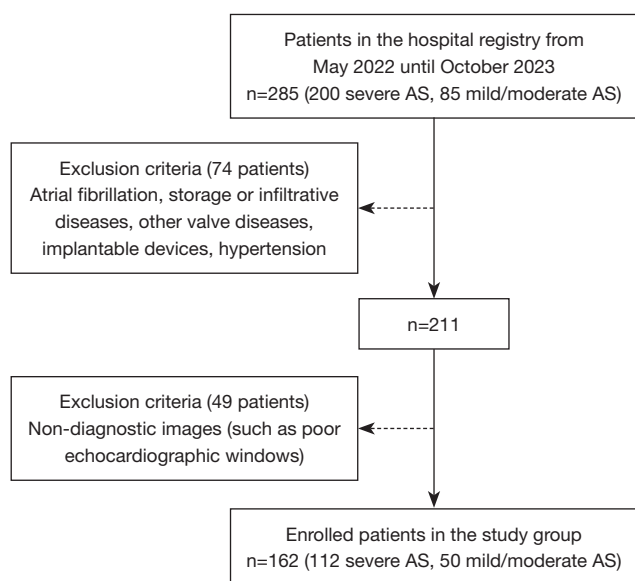 Patients in the hospital registry from
May 2022 until October 2023
n=285 (200 severe AS, 85 mild/moderate AS)
Exclusion criteria (74 patients)
Atrial fibrillation, storage or infiltrative
diseases, other valve diseases,
implantable devices, hypertension
n=211
Exclusion criteria (49 patients)
Non-diagnostic images (such as poor
echocardiographic windows)
Enrolled patients in the study group
n=162 (112 severe AS, 50 mild/moderate AS)